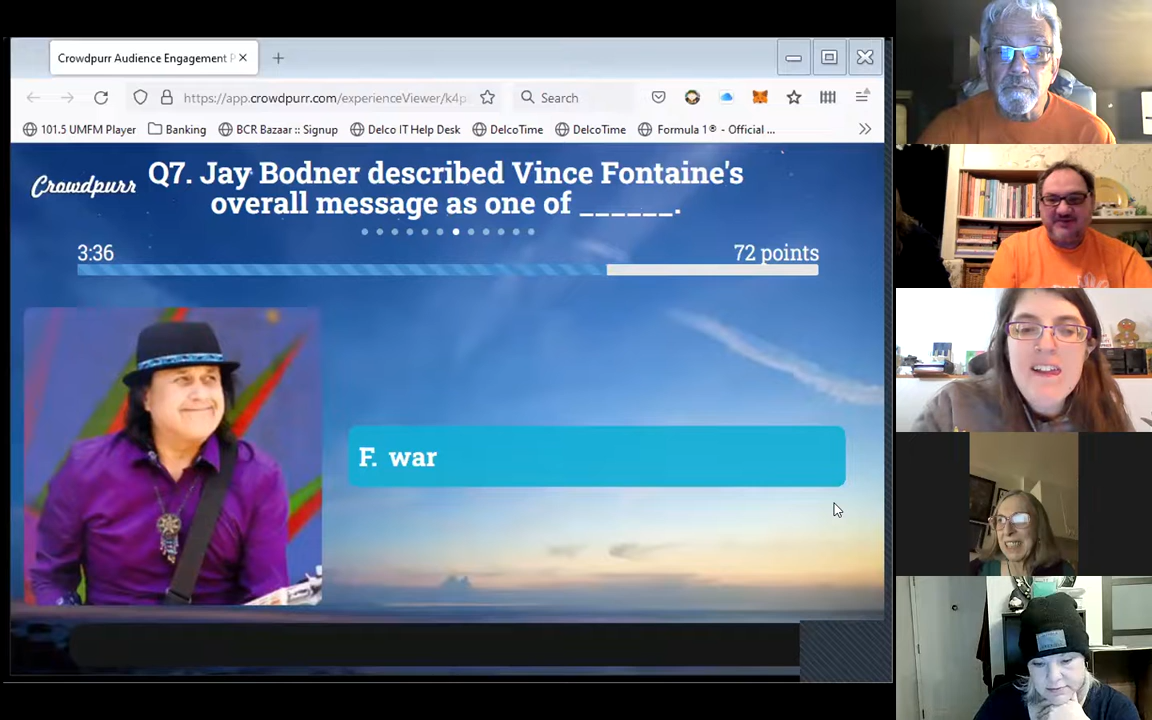 Crowdpurr Audience Engagement P
https://app.crowdpurr.com/experienceViewer/k4p
Search
101.5 UMFM Player
Banking
BCR Bazaar :: Signup
Delco IT Help Desk
DelcoTime
DelcoTime
Formula 1® - Official ...
Crowdpurr
Q7. Jay Bodner described Vince Fontaine's
overall message as one of ______.
3:36
72 points
F. war